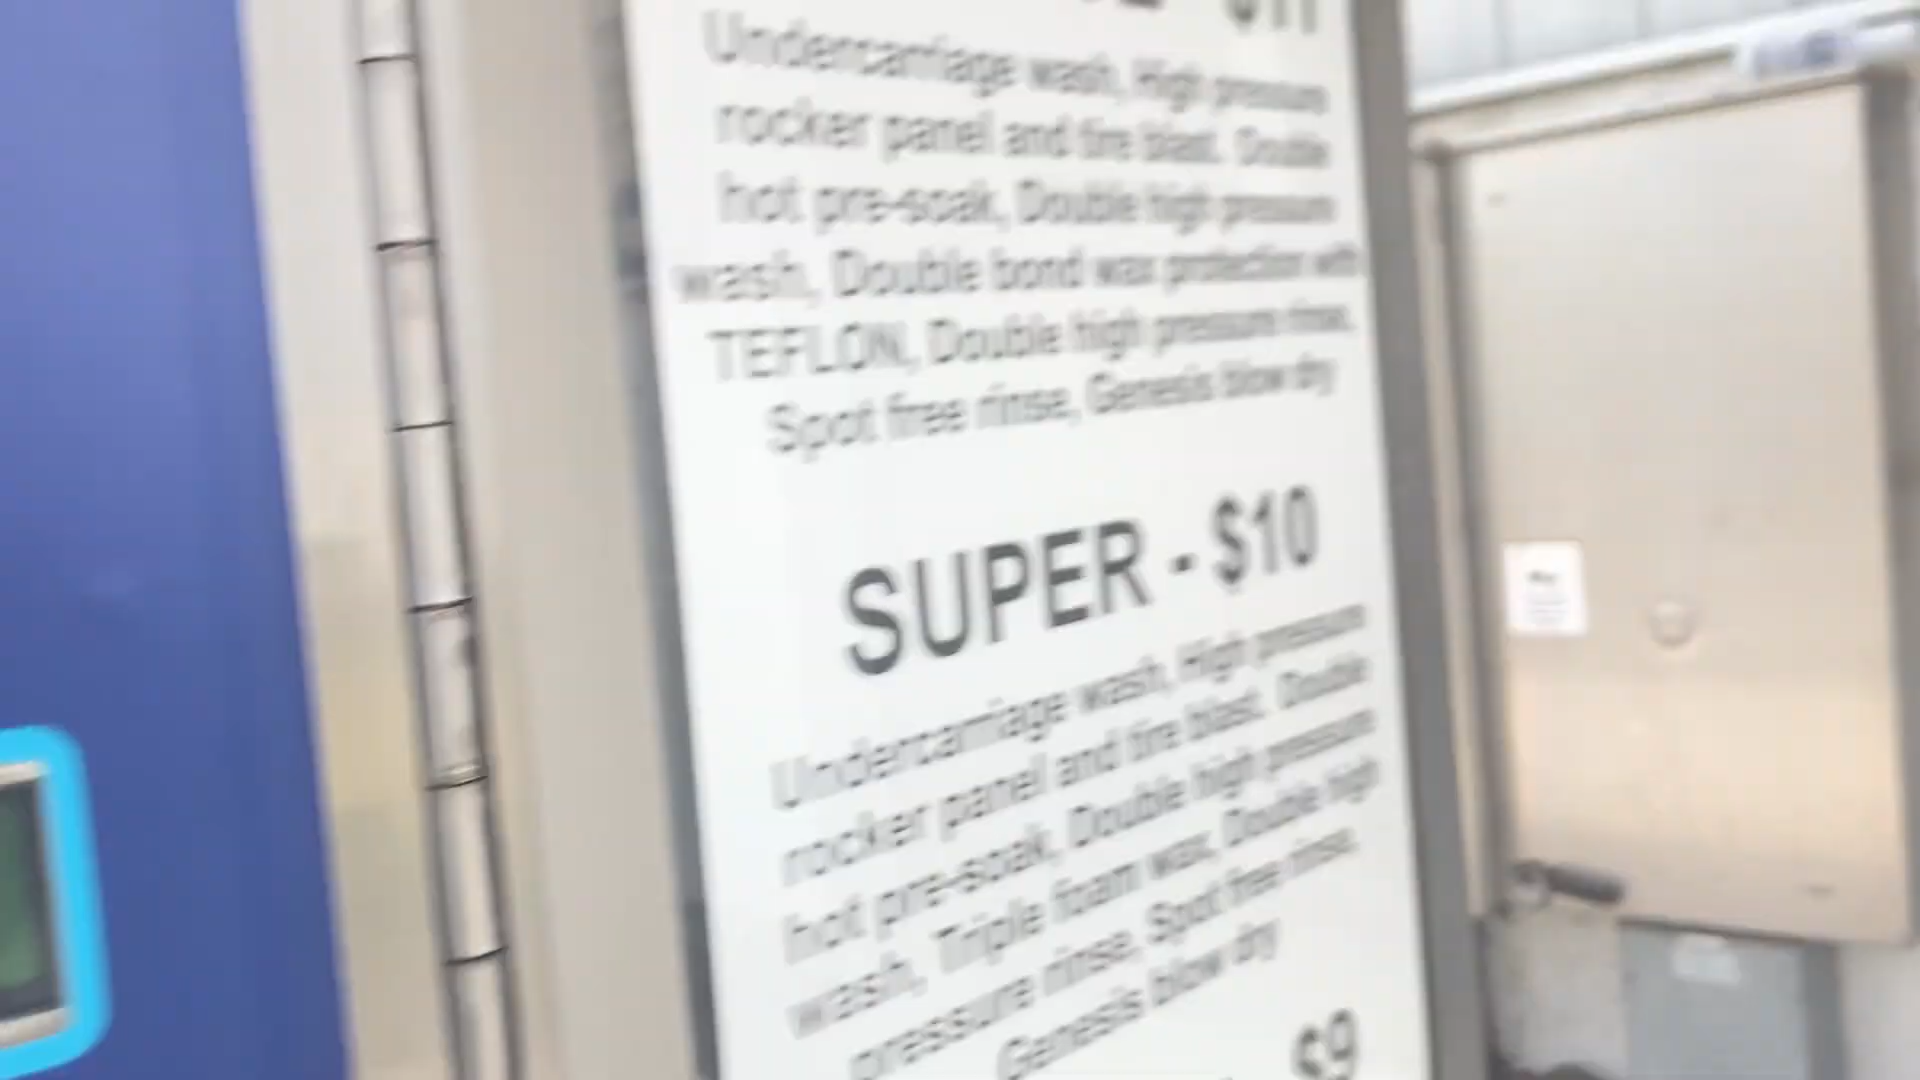 $11
Undercarriage wash, High pressure
rocker panel and tire blast. Double
hot pre-soak, Double high pressure
wash, Double bond wax protection with
TEFLON, Double high pressure rinse,
Spot free rinse, Genesis blow dry
SUPER - $10
Undercarriage wash, High pressure
rocker panel and tire blast. Double
hot pre-soak, Double high pressure
wash, Triple foam wax, Double high
pressure rinse, Spot free rinse,
Genesis blow dry
$9